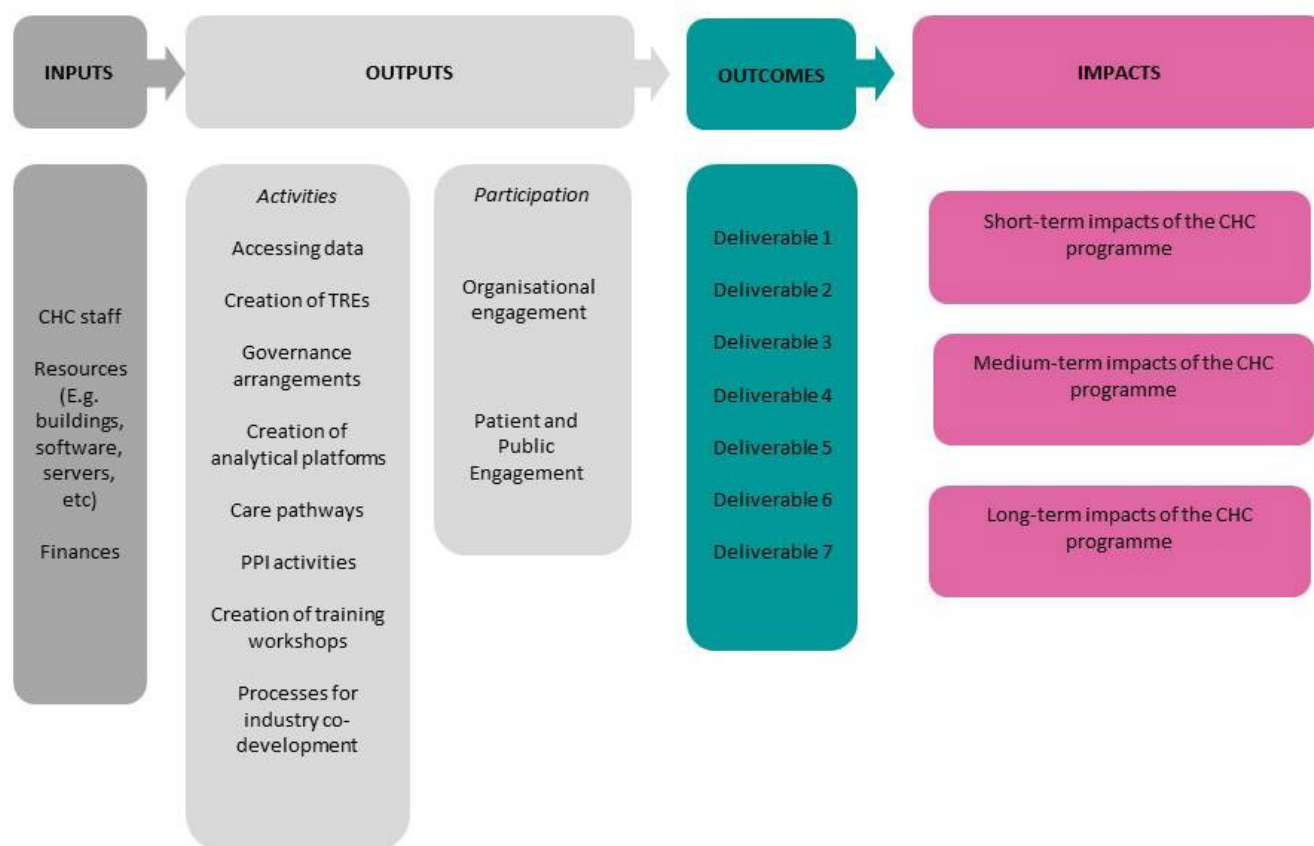 INPUTS
OUTPUTS
OUTCOMES
IMPACTS
CHC staff
Resources
(E.g.
buildings,
software,
servers,
etc)
Finances
Activities
Accessing data
Creation of TREs
Governance
arrangements
Creation of
analytical platforms
Care pathways
PPI activities
Creation of training
workshops
Processes for
industry co-
development
Participation
Organisational
engagement
Patient and
Public
Engagement
Deliverable 1
Deliverable 2
Deliverable 3
Deliverable 4
Deliverable 5
Deliverable 6
Deliverable 7
Short-term impacts of the CHC
programme
Medium-term impacts of the CHC
programme
Long-term impacts of the CHC
programme